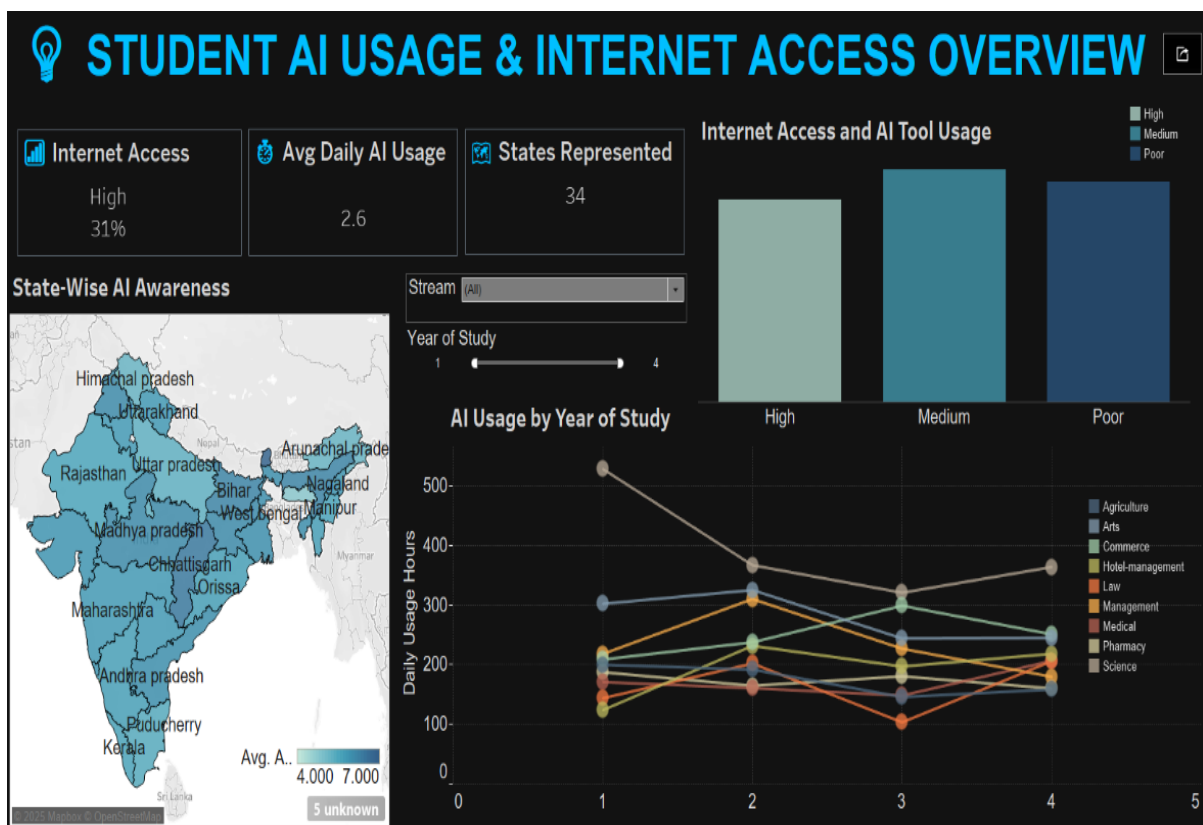 STUDENT AI USAGE & INTERNET ACCESS OVERVIEW
Internet Access
High
31%
Avg Daily AI Usage
2.6
States Represented
34
Internet Access and AI Tool Usage
High
Medium
Poor
High
Medium
Poor
State-Wise AI Awareness
Stream
(All)
Year of Study
1
4
Himachal pradesh
Uttarakhand
Nepal
Arunachal prade
Rajasthan
Uttar pradesh
Nagaland
Bihar
Manipur
West bengal
Madhya pradesh
Myanmar
Chhattisgarh
Orissa
Maharashtra
Andhra pradesh
Puducherry
Kerala
Sri Lanka
Avg. A..
4.000 7.000
5 unknown
© 2025 Mapbox © OpenStreetMap
AI Usage by Year of Study
Daily Usage Hours
500
400
300
200
100
0
0 1 2 3 4 5
Agriculture
Arts
Commerce
Hotel-management
Law
Management
Medical
Pharmacy
Science